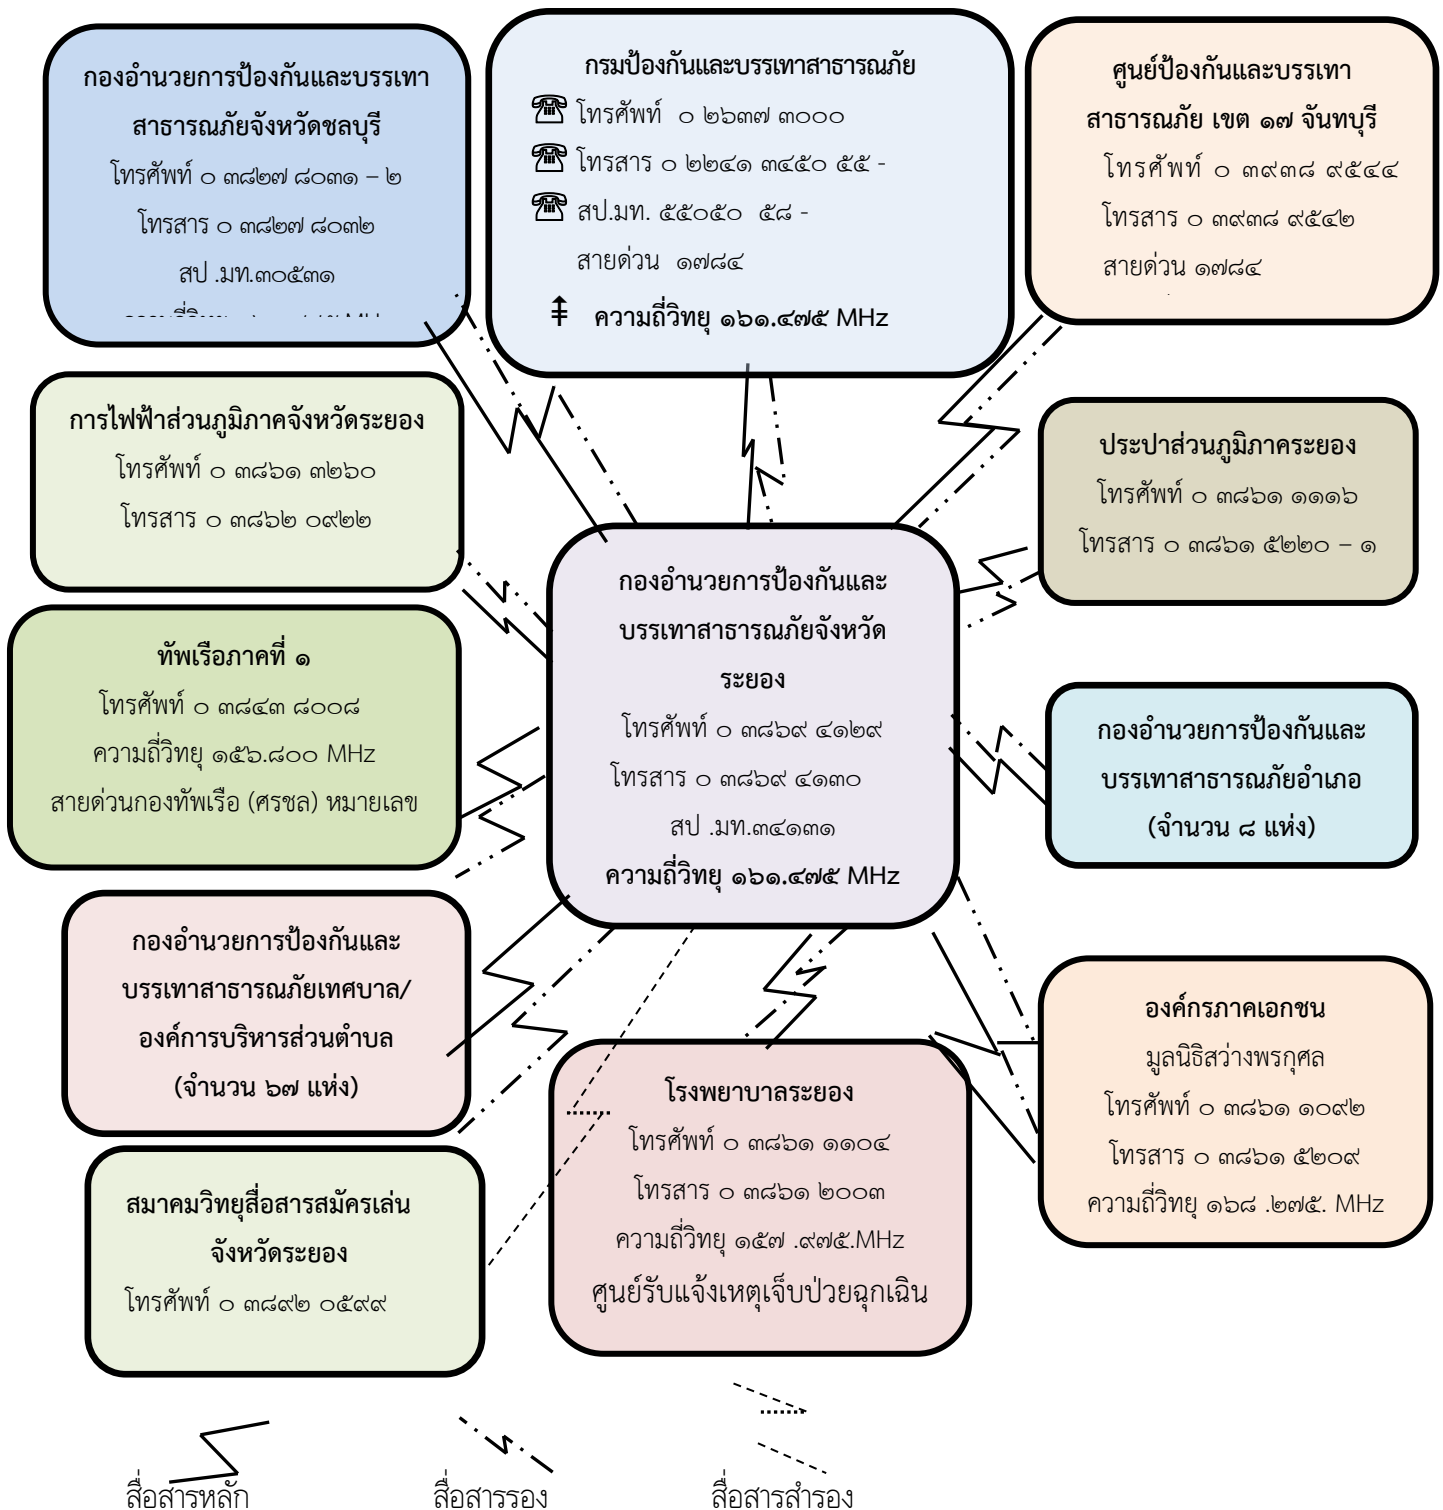 กองอำนวยการป้องกันและบรรเทา
สาธารณภัยจังหวัดชลบุรี
โทรศัพท์ ๐ ๓๘๒๗ ๘๐๓๑ – ๒
โทรสาร ๐ ๓๘๒๗ ๘๐๓๒
สป .มท.๓๐๕๓๑
กรมป้องกันและบรรเทาสาธารณภัย
โทรศัพท์ ๐ ๒๖๓๗ ๓๐๐๐
โทรสาร ๐ ๒๒๔๑ ๓๔๕๐ ๕๕ -
สป.มท. ๕๕๐๕๐ ๕๘ -
สายด่วน ๑๗๘๔
ความถี่วิทยุ ๑๖๑.๔๗๕ MHz
ศูนย์ป้องกันและบรรเทา
สาธารณภัย เขต ๑๗ จันทบุรี
โทรศัพท์ ๐ ๓๙๓๘ ๙๕๔๔
โทรสาร ๐ ๓๙๓๘ ๙๕๔๒
สายด่วน ๑๗๘๔
การไฟฟ้าส่วนภูมิภาคจังหวัดระยอง
โทรศัพท์ ๐ ๓๘๖๑ ๓๒๖๐
โทรสาร ๐ ๓๘๖๒ ๐๙๒๒
ประปาส่วนภูมิภาคระยอง
โทรศัพท์ ๐ ๓๘๖๑ ๑๑๑๖
โทรสาร ๐ ๓๘๖๑ ๕๒๒๐ – ๑
กองอำนวยการป้องกันและ
บรรเทาสาธารณภัยจังหวัด
ระยอง
โทรศัพท์ ๐ ๓๘๖๙ ๔๑๒๙
โทรสาร ๐ ๓๘๖๙ ๔๑๓๐
สป .มท.๓๔๑๓๑
ความถี่วิทยุ ๑๖๑.๔๗๕ MHz
ทัพเรือภาคที่ ๑
โทรศัพท์ ๐ ๓๘๔๓ ๘๐๐๘
ความถี่วิทยุ ๑๕๖.๘๐๐ MHz
สายด่วนกองทัพเรือ (ศรชล) หมายเลข
กองอำนวยการป้องกันและ
บรรเทาสาธารณภัยอำเภอ
(จำนวน ๘ แห่ง)
กองอำนวยการป้องกันและ
บรรเทาสาธารณภัยเทศบาล/
องค์การบริหารส่วนตำบล
(จำนวน ๖๗ แห่ง)
องค์กรภาคเอกชน
มูลนิธิสว่างพรกุศล
โทรศัพท์ ๐ ๓๘๖๑ ๑๐๙๒
โทรสาร ๐ ๓๘๖๑ ๕๒๐๙
ความถี่วิทยุ ๑๖๘ .๒๗๕. MHz
โรงพยาบาลระยอง
โทรศัพท์ ๐ ๓๘๖๑ ๑๑๐๔
โทรสาร ๐ ๓๘๖๑ ๒๐๐๓
ความถี่วิทยุ ๑๕๗ .๙๗๕.MHz
ศูนย์รับแจ้งเหตุเจ็บป่วยฉุกเฉิน
สมาคมวิทยุสื่อสารสมัครเล่น
จังหวัดระยอง
โทรศัพท์ ๐ ๓๘๙๒ ๐๕๙๙
สื่อสารหลัก
สื่อสารรอง
สื่อสารสำรอง